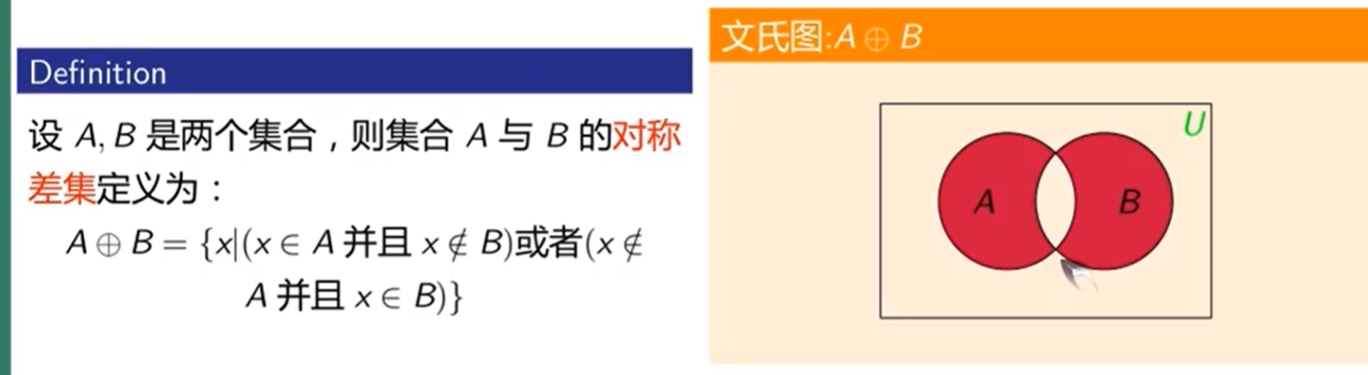 Definition
设 A, B 是两个集合，则集合 A 与 B 的对称
差集定义为：
A ⊕ B = {x|(x ∈ A 并且 x ∉ B)或者(x ∉
A 并且 x ∈ B)}
文氏图:A ⊕ B
U
A
B